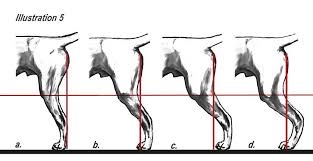 Illustration 5
a. b. c. d.